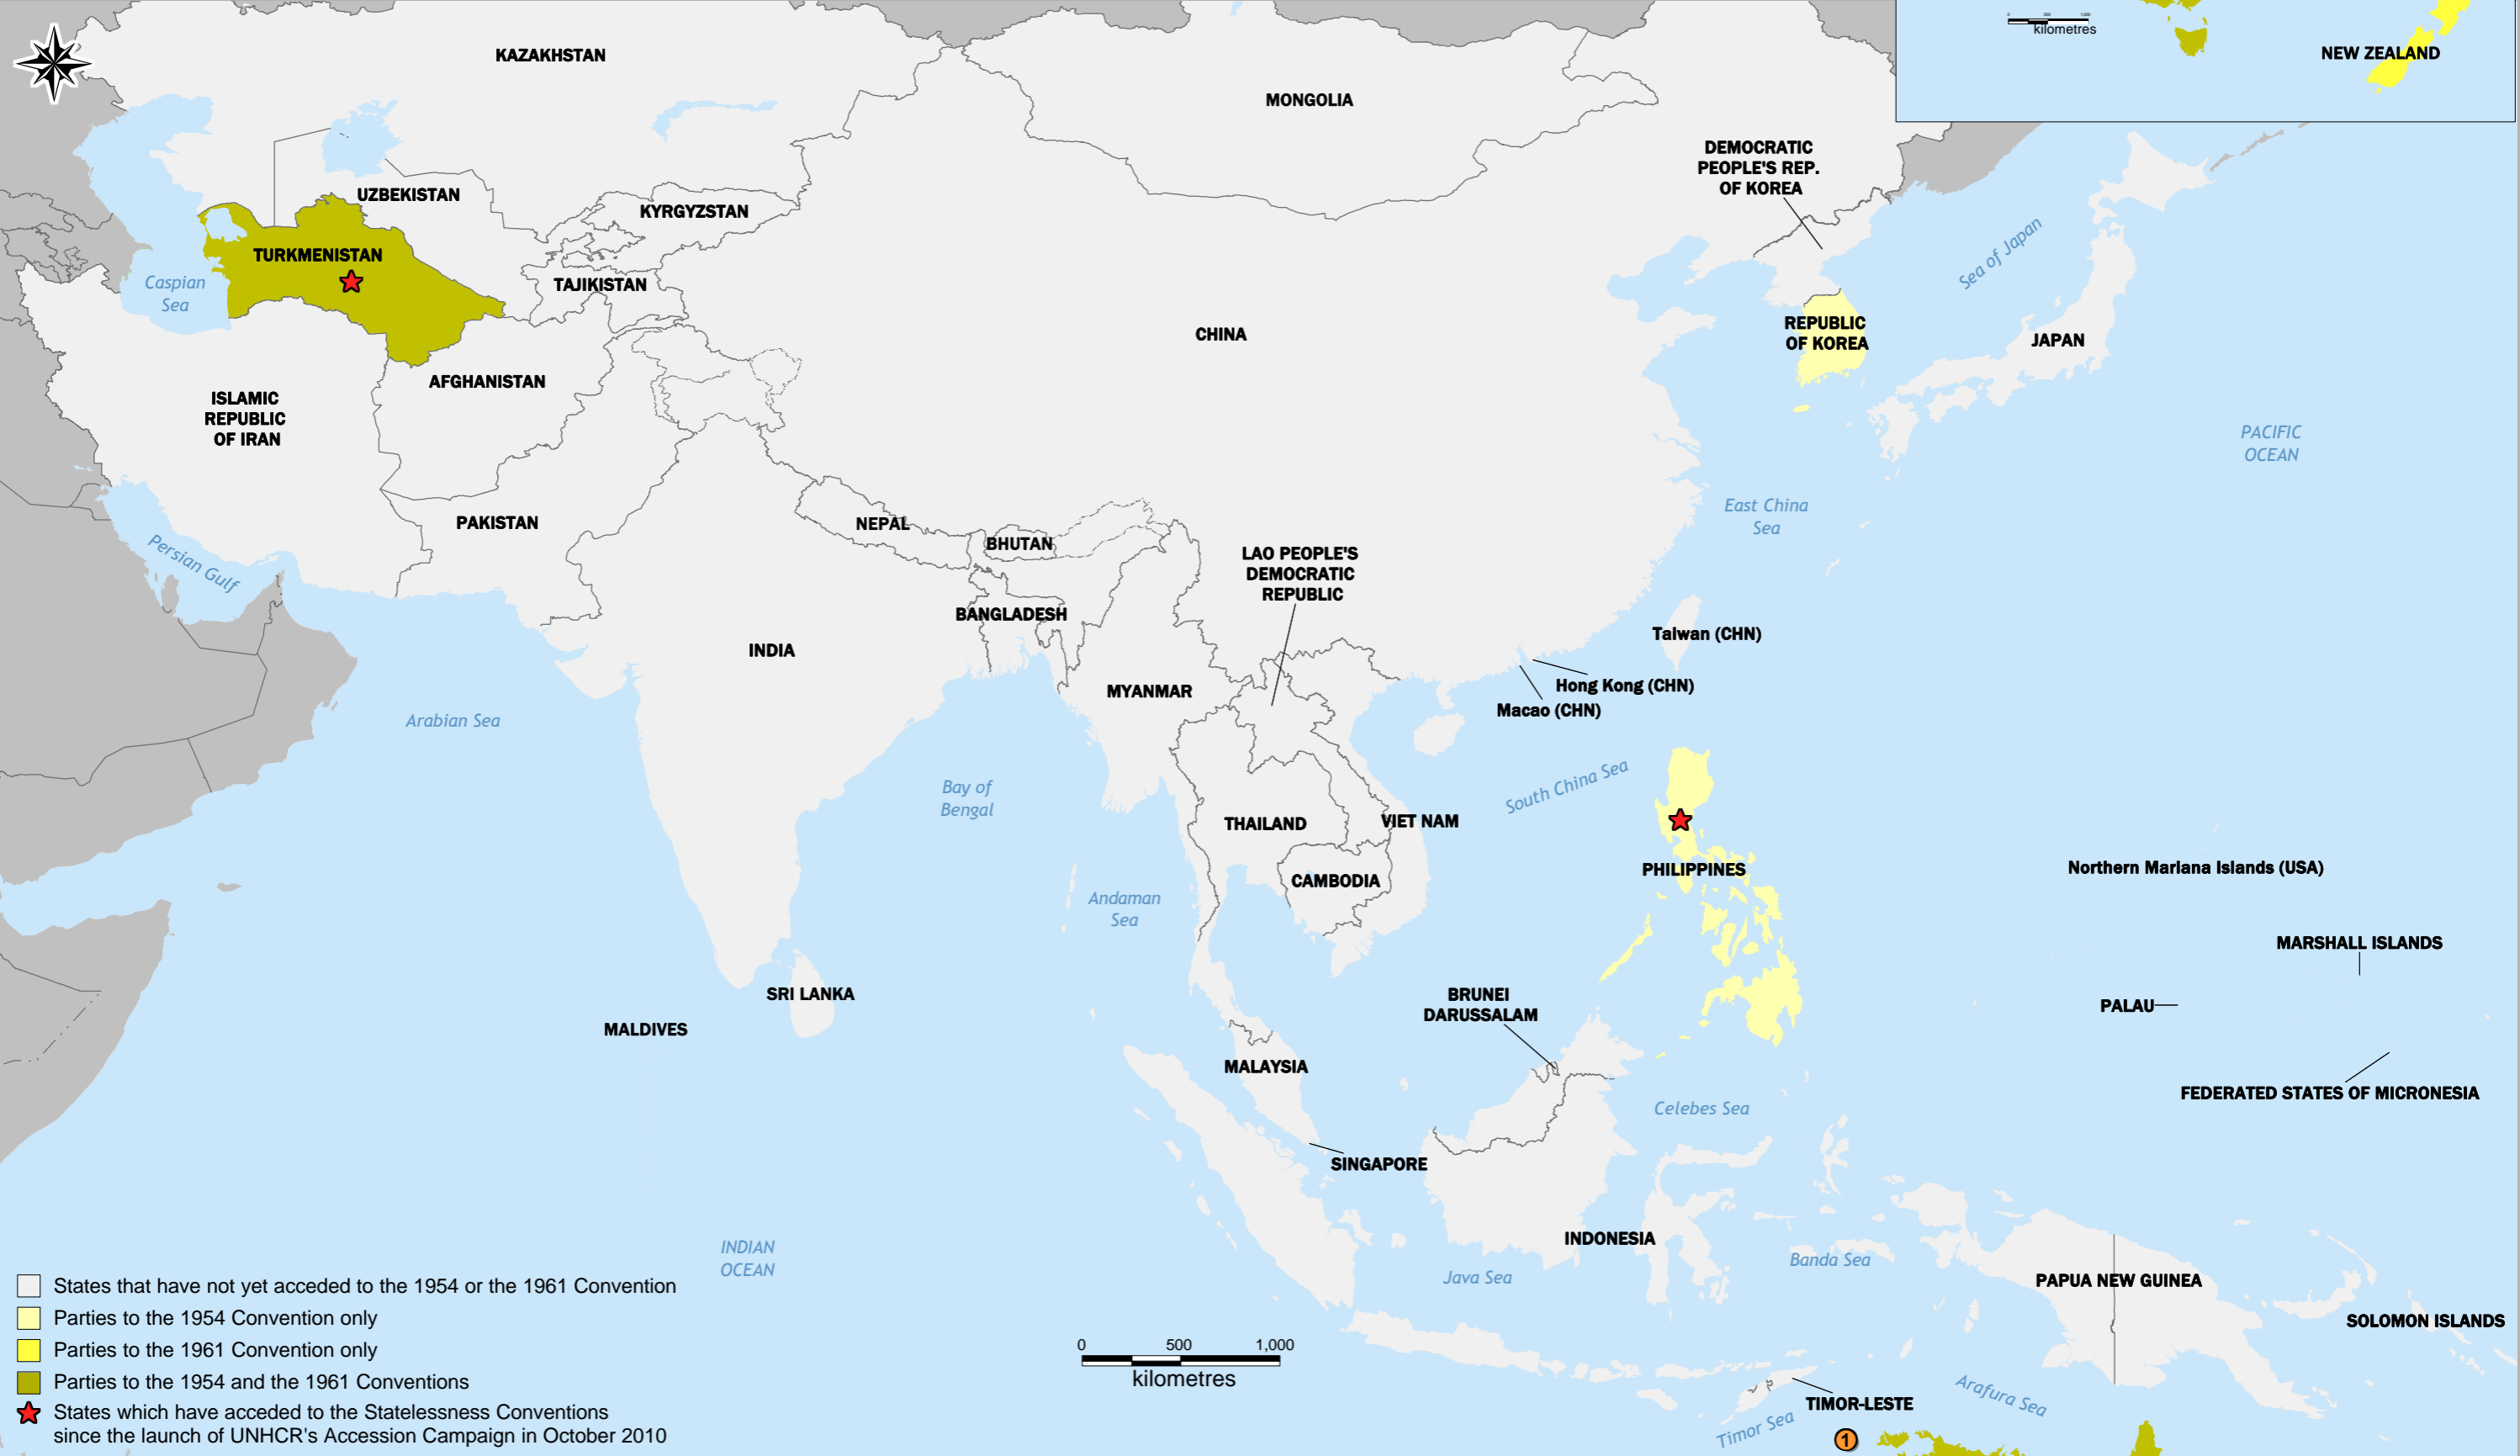 0 500 1,000
kilometres
NEW ZEALAND
KAZAKHSTAN
MONGOLIA
DEMOCRATIC
PEOPLE'S REP.
OF KOREA
UZBEKISTAN
KYRGYZSTAN
TURKMENISTAN
TAJIKISTAN
Caspian
Sea
Sea of Japan
CHINA
REPUBLIC
OF KOREA
JAPAN
AFGHANISTAN
ISLAMIC
REPUBLIC
OF IRAN
PACIFIC
OCEAN
PAKISTAN
NEPAL
BHUTAN
East China
Sea
Persian Gulf
LAO PEOPLE'S
DEMOCRATIC
REPUBLIC
BANGLADESH
INDIA
Taiwan (CHN)
Hong Kong (CHN)
Macao (CHN)
MYANMAR
Arabian Sea
Bay of
Bengal
South China Sea
THAILAND
VIET NAM
CAMBODIA
PHILIPPINES
Northern Mariana Islands (USA)
Andaman
Sea
MARSHALL ISLANDS
SRI LANKA
MALDIVES
BRUNEI
DARUSSALAM
PALAU
MALAYSIA
FEDERATED STATES OF MICRONESIA
Celebes Sea
SINGAPORE
INDONESIA
INDIAN
OCEAN
Java Sea
Banda Sea
PAPUA NEW GUINEA
SOLOMON ISLANDS
TIMOR-LESTE
Timor Sea
Arafura Sea
1
States that have not yet acceded to the 1954 or the 1961 Convention
Parties to the 1954 Convention only
Parties to the 1961 Convention only
Parties to the 1954 and the 1961 Conventions
States which have acceded to the Statelessness Conventions
since the launch of UNHCR's Accession Campaign in October 2010
0 500 1,000
kilometres